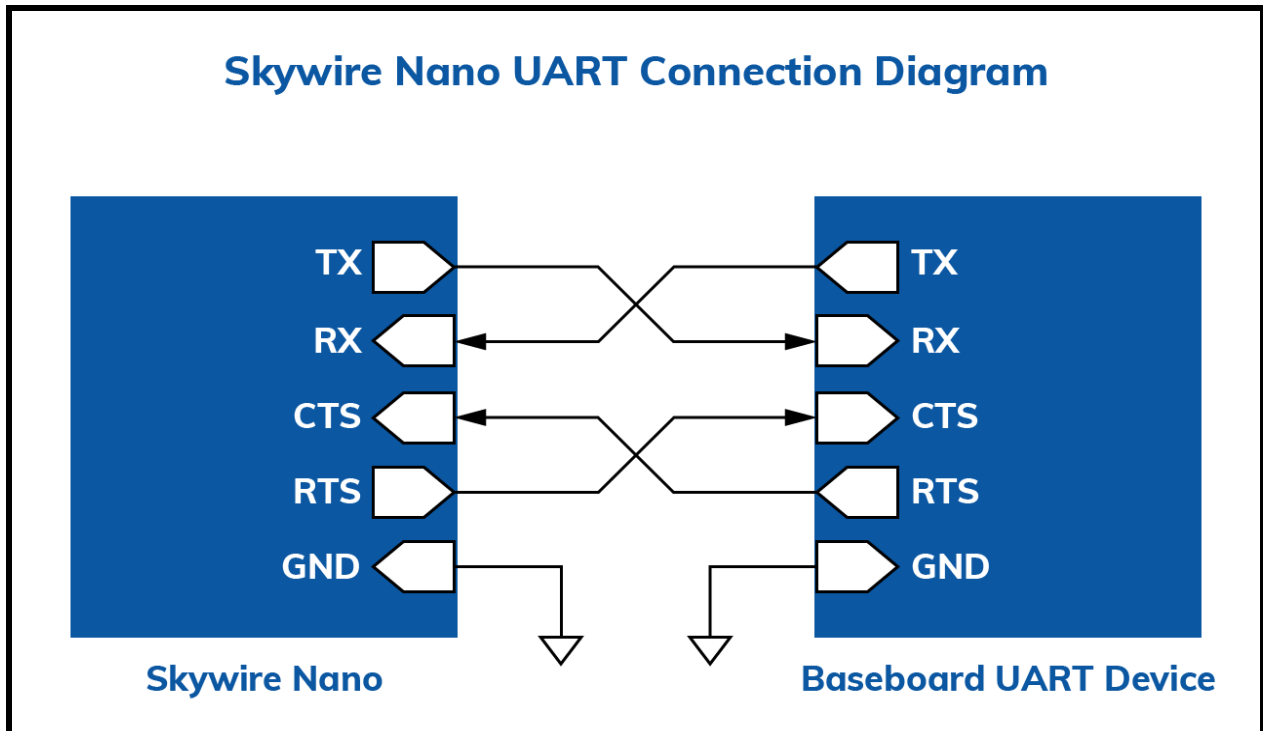 Skywire Nano UART Connection Diagram
TX
TX
RX
RX
CTS
CTS
RTS
RTS
GND
GND
Skywire Nano
Baseboard UART Device